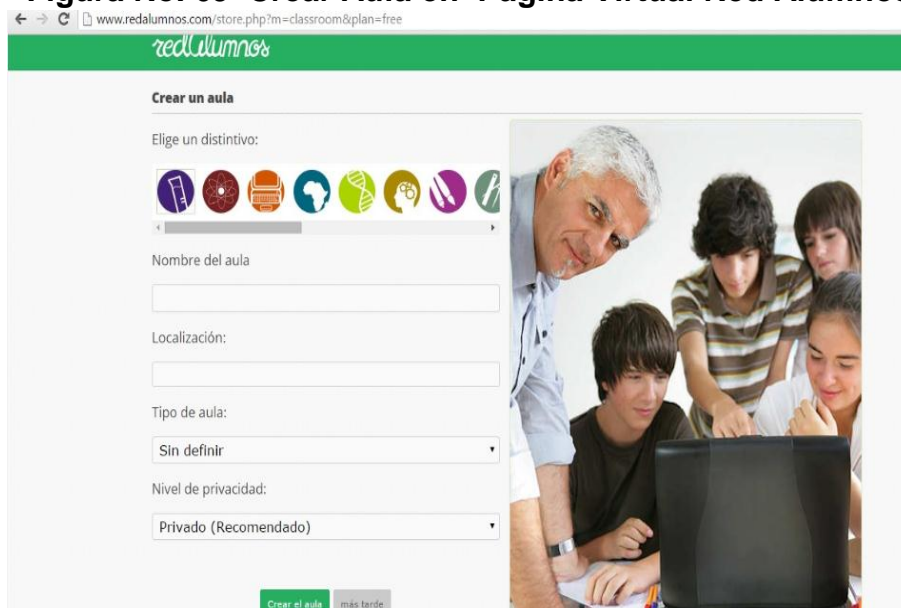 www.redalumnos.com/store.php?m=classroom&plan=free
redAlumnos
Crear un aula
Elige un distintivo:
Nombre del aula
Localización:
Tipo de aula:
Sin definir
Nivel de privacidad:
Privado (Recomendado)
Crear el aula más tarde